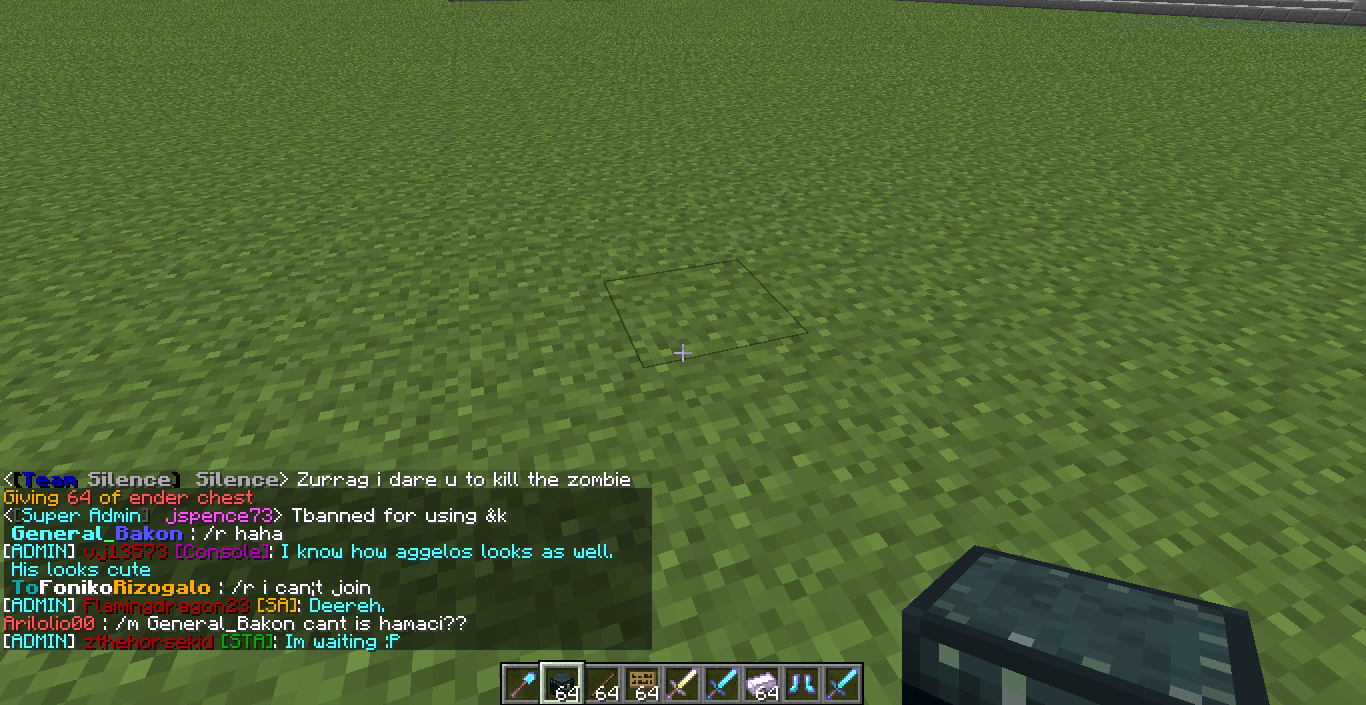 <[Team Silence] Silence> Zurrag i dare u to kill the zombie
Giving 64 of ender chest
<[Super Admin] jspence73> Tbanned for using &k
General_Bakon : /r haha
[ADMIN] vji3573 [Console]: I know how aggelos looks as well.
His looks cute
ToFonikoRizogalo : /r i can;t join
[ADMIN] Flamingdragon23 [SA]: Deereh.
Arilolio00 : /m General_Bakon cant is hamaci??
[ADMIN] zthehorsekid [STA]: Im waiting :P
64 64 64 64